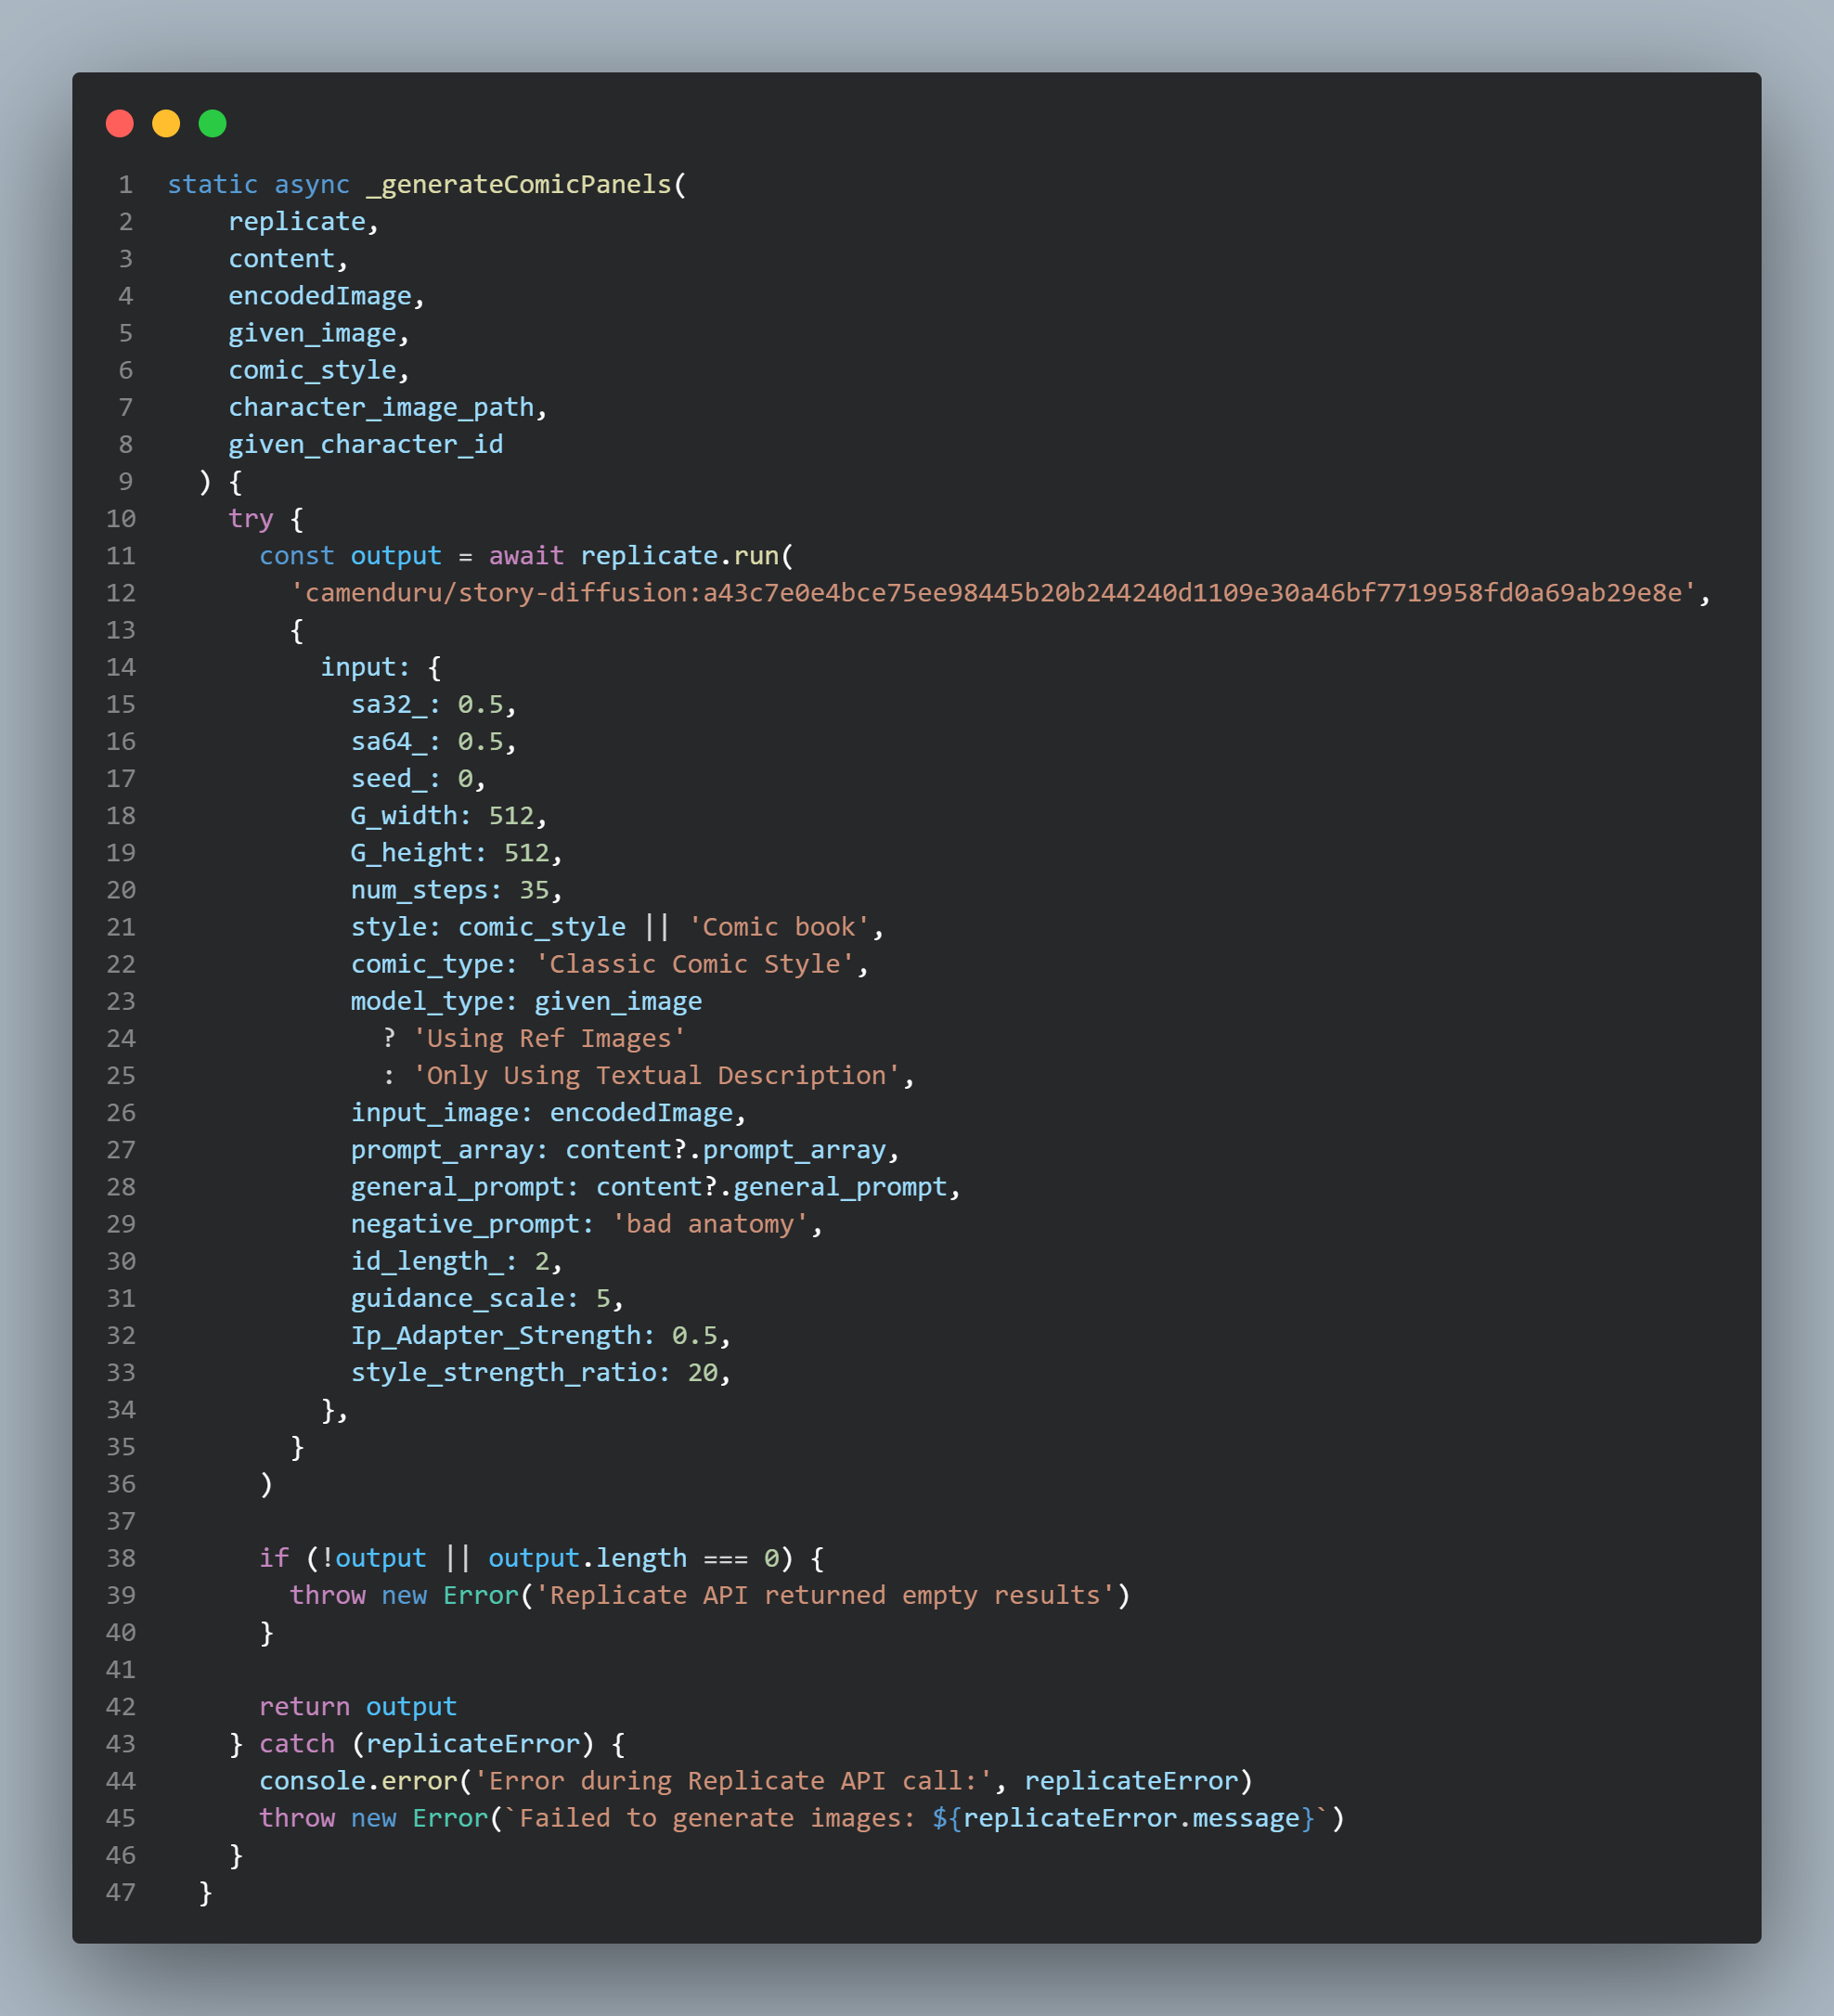 1 static async _generateComicPanels(
2     replicate,
3     content,
4     encodedImage,
5     given_image,
6     comic_style,
7     character_image_path,
8     given_character_id
9   ) {
10     try {
11       const output = await replicate.run(
12         'camenduru/story-diffusion:a43c7e0e4bce75ee98445b20b244240d1109e30a46bf7719958fd0a69ab29e8e',
13         {
14           input: {
15             sa32_: 0.5,
16             sa64_: 0.5,
17             seed_: 0,
18             G_width: 512,
19             G_height: 512,
20             num_steps: 35,
21             style: comic_style || 'Comic book',
22             comic_type: 'Classic Comic Style',
23             model_type: given_image
24               ? 'Using Ref Images'
25               : 'Only Using Textual Description',
26             input_image: encodedImage,
27             prompt_array: content?.prompt_array,
28             general_prompt: content?.general_prompt,
29             negative_prompt: 'bad anatomy',
30             id_length_: 2,
31             guidance_scale: 5,
32             Ip_Adapter_Strength: 0.5,
33             style_strength_ratio: 20,
34           },
35         }
36       )
37
38       if (!output || output.length === 0) {
39         throw new Error('Replicate API returned empty results')
40       }
41
42       return output
43     } catch (replicateError) {
44       console.error('Error during Replicate API call:', replicateError)
45       throw new Error(`Failed to generate images: ${replicateError.message}`)
46     }
47   }